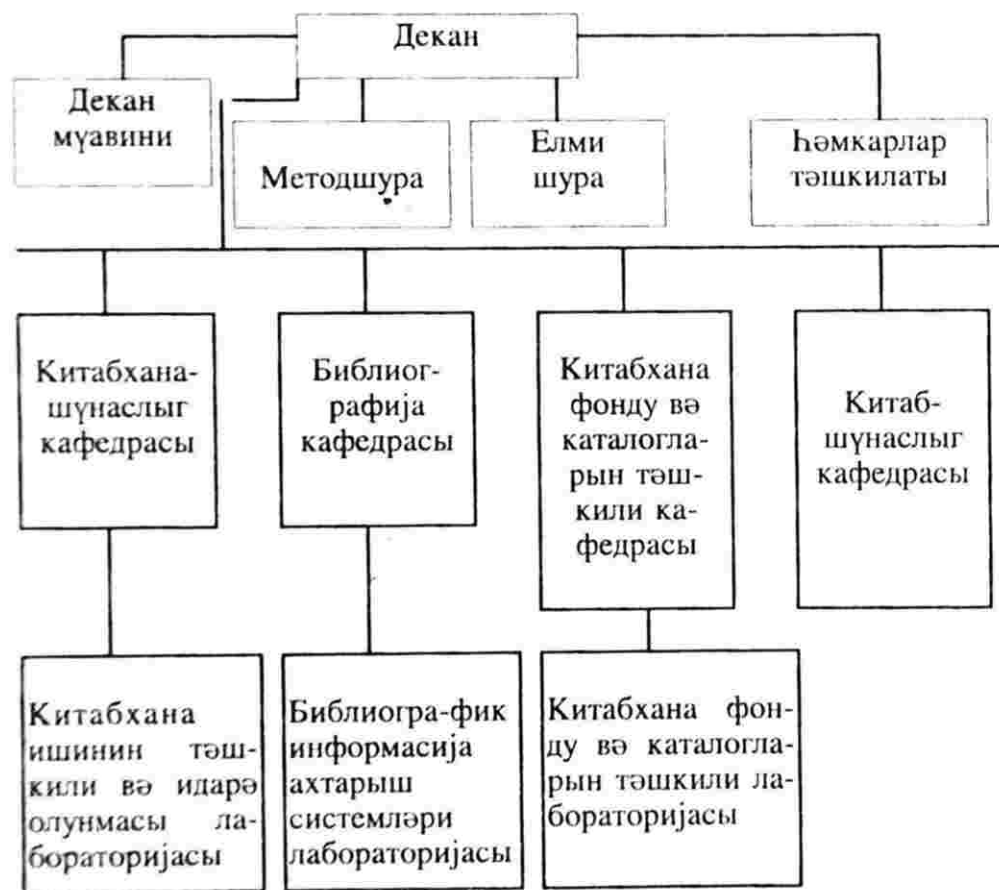 Декан
Декан
мүавини
Методшура
Елми
шура
Һәмкарлар
тәшкилаты
Китабхана-
шүнаслыг
кафедрасы
Библиог-
рафија
кафедрасы
Китабхана
фонду вә
каталогла-
рын тәш-
кили ка-
федрасы
Китаб-
шүнаслыг
кафедрасы
Китабхана
ишинин тәш-
кили вә идарә
олунмасы ла-
бораторијасы
Библиогра-фик
информасија
ахтарыш
системләри
лабораторијасы
Китабхана фон-
ду вә каталогла-
рын тәшкили ла-
бораторијасы